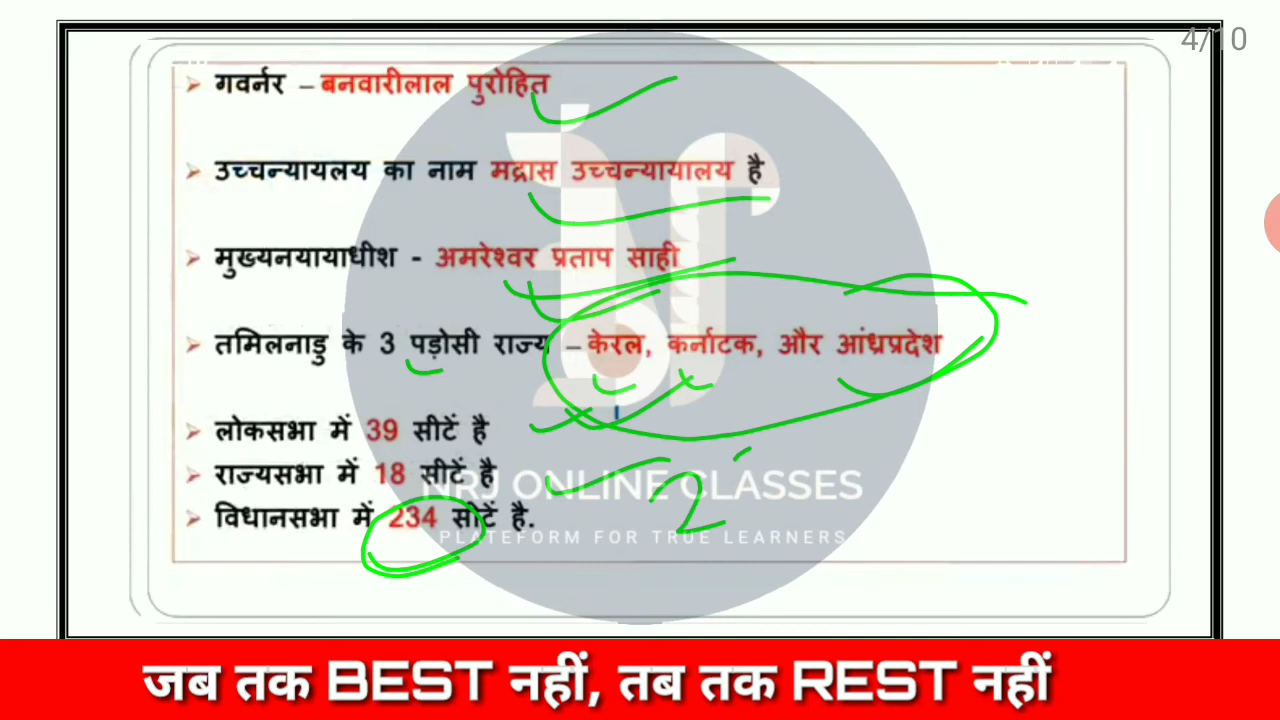 4/10
➢ गवर्नर – बनवारीलाल पुरोहित
➢ उच्चन्यायलय का नाम मद्रास उच्चन्यायालय है
➢ मुख्यनयायाधीश - अमरेश्वर प्रताप साही
➢ तमिलनाडु के 3 पड़ोसी राज्य – केरल, कर्नाटक, और आंध्रप्रदेश
➢ लोकसभा में 39 सीटें है
➢ राज्यसभा में 18 सीटें है
NRJ ONLINE CLASSES
2
➢ विधानसभा में 234 सीटें है.
PLATEFORM FOR TRUE LEARNERS
जब तक BEST नहीं, तब तक REST नहीं